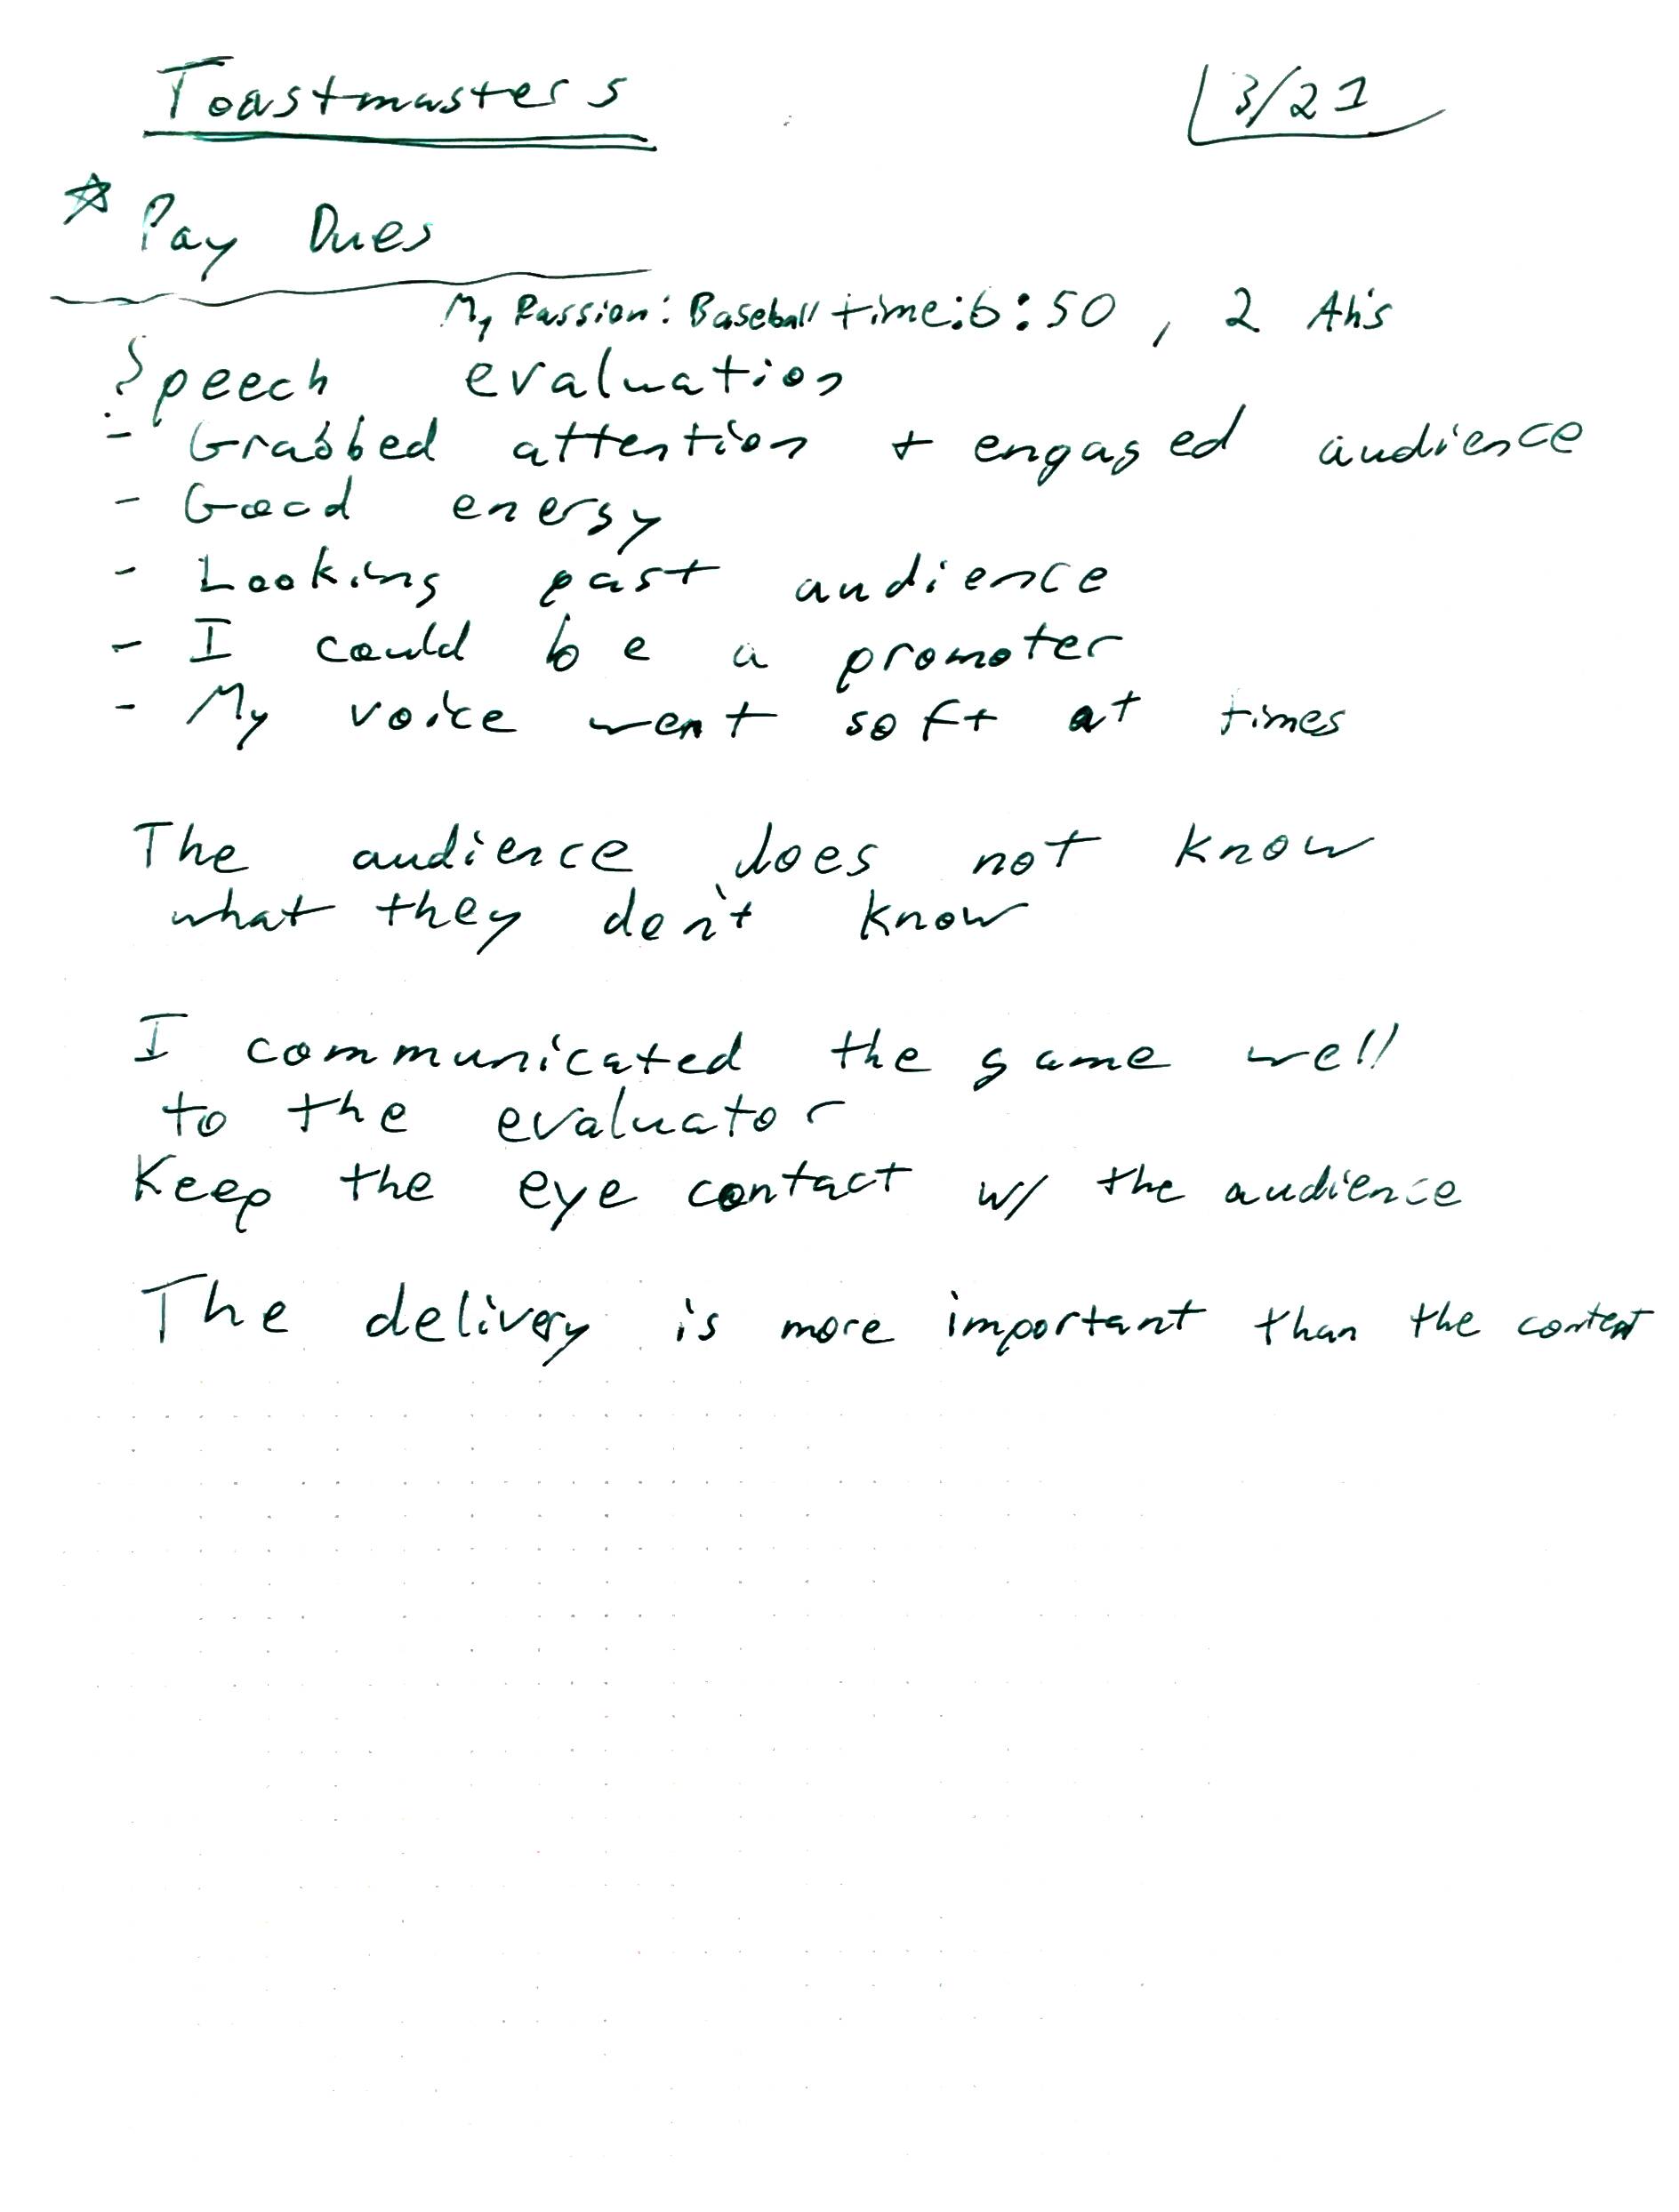 Toastmasters 3/21
☆ Pay Dues
My Passion: Baseball time: 6:50, 2 Ah's
Speech evaluation
- Grabbed attention + engaged audience
- Good energy
- Looking past audience
- I could be a promoter
- My voice went soft at times
The audience does not know
what they don't know
I communicated the game well
to the evaluator
Keep the eye contact w/ the audience
The delivery is more important than the content